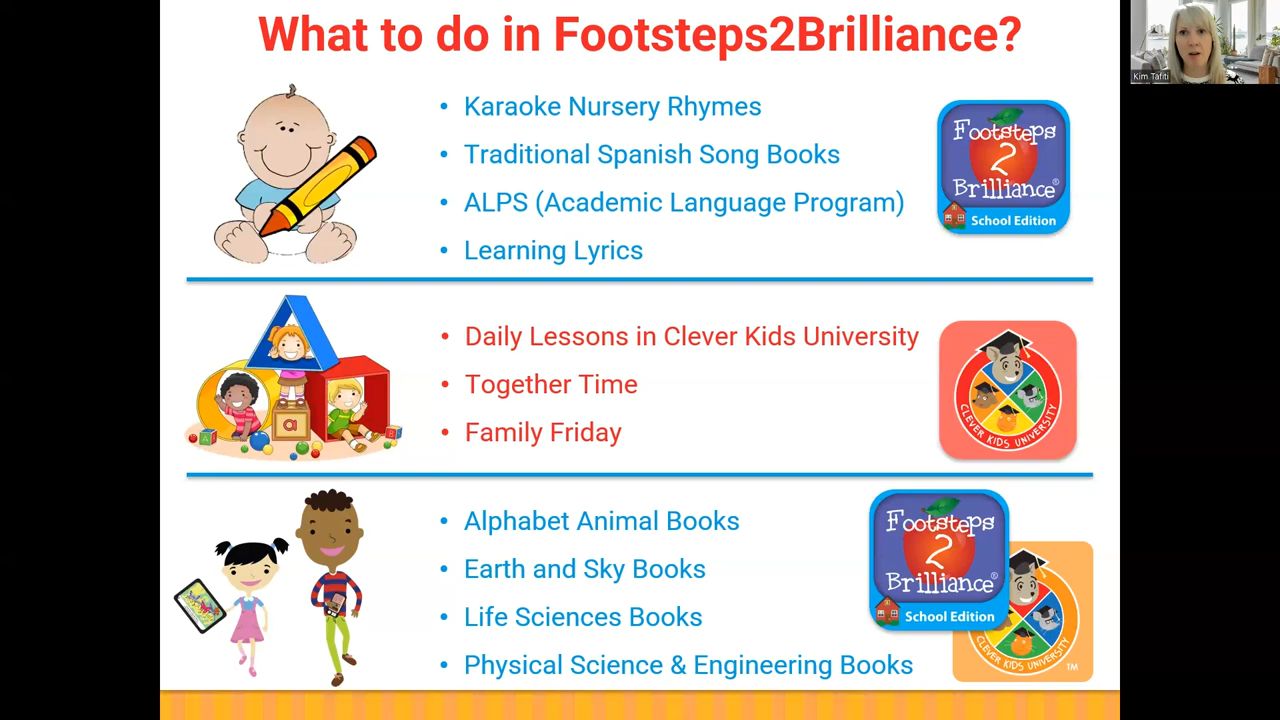 What to do in Footsteps2Brilliance?
Kim Tafiti
• Karaoke Nursery Rhymes
• Traditional Spanish Song Books
• ALPS (Academic Language Program)
• Learning Lyrics
Footsteps
2
Brilliance®
School Edition
• Daily Lessons in Clever Kids University
• Together Time
• Family Friday
a
A
B
CLEVER KIDS UNIVERSITY
• Alphabet Animal Books
• Earth and Sky Books
• Life Sciences Books
• Physical Science & Engineering Books
Footsteps
2
Brilliance®
School Edition
CLEVER KIDS UNIVERSITY
TM